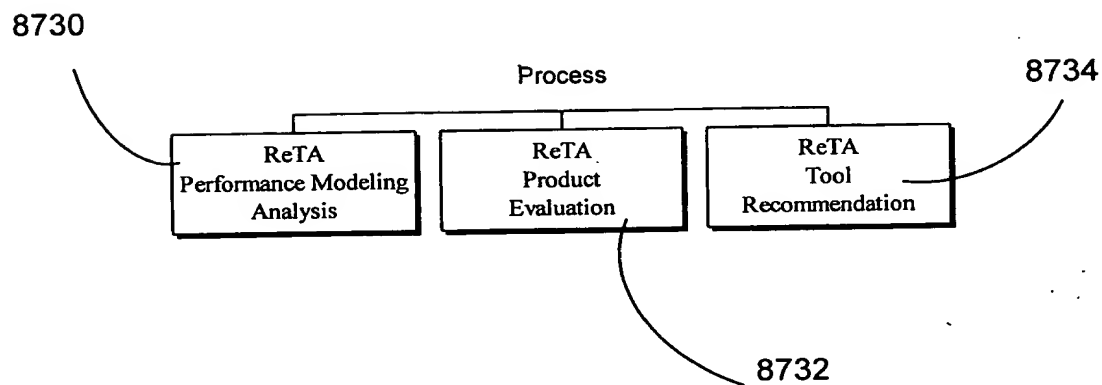 8730
Process
8734
ReTA
Performance Modeling
Analysis
ReTA
Product
Evaluation
ReTA
Tool
Recommendation
8732